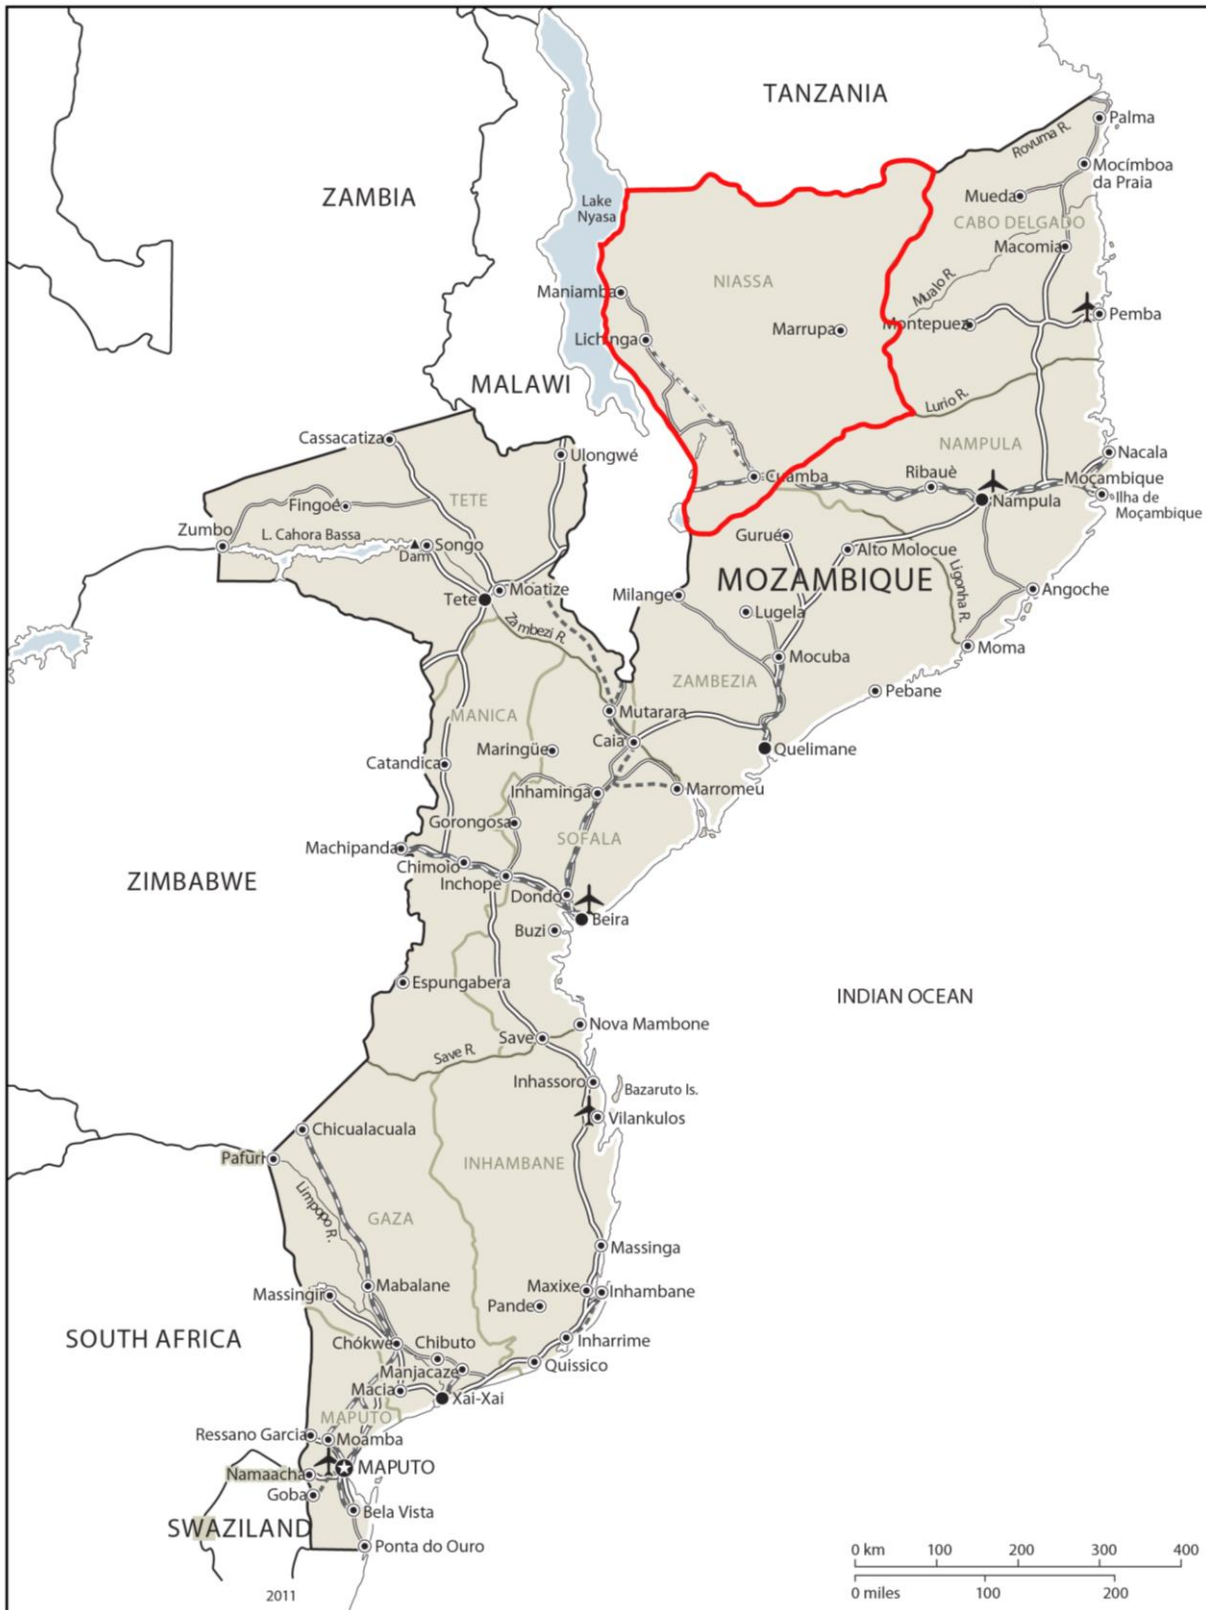 TANZANIA
Palma
Rovuma R.
Mocímboa
da Praia
ZAMBIA
Lake
Nyasa
Mueda
CABO DELGADO
Macomia
NIASSA
Mualo R.
Maniamba
Pemba
Marrupa
Montepuez
Lichinga
MALAWI
Lurio R.
Cassacatiza
NAMPULA
Nacala
Ulongwé
Cuamba
Ribauè
Moçambique
TETE
Ilha de
Moçambique
Fingoé
Nampula
Zumbo
L. Cahora Bassa
Gurué
Songo
Dam
Alto Molocue
MOZAMBIQUE
Ligonha R.
Moatize
Tete
Milange
Angoche
Lugela
Zambezi R.
Moma
Mocuba
ZAMBEZIA
Pebane
MANICA
Mutarara
Caia
Maringüe
Quelimane
Catandica
Inhaminga
Marromeu
Gorongosa
SOFALA
Machipanda
Chimoio
Inchope
ZIMBABWE
Dondo
Beira
Buzi
Espungabera
INDIAN OCEAN
Nova Mambone
Save
Save R.
Inhassoro
Bazaruto Is.
Vilankulos
Chicualacuala
Pafuri
INHAMBANE
Limpopo R.
GAZA
Massinga
Mabalane
Maxixe
Inhambane
Massingir
Pande
SOUTH AFRICA
Chókwe
Chibuto
Inharrime
Manjacaze
Quissico
Macia
Xai-Xai
MAPUTO
Ressano Garcia
Moamba
MAPUTO
Namaacha
Goba
Bela Vista
SWAZILAND
Ponta do Ouro
0 km 100 200 300 400
0 miles 100 200
2011